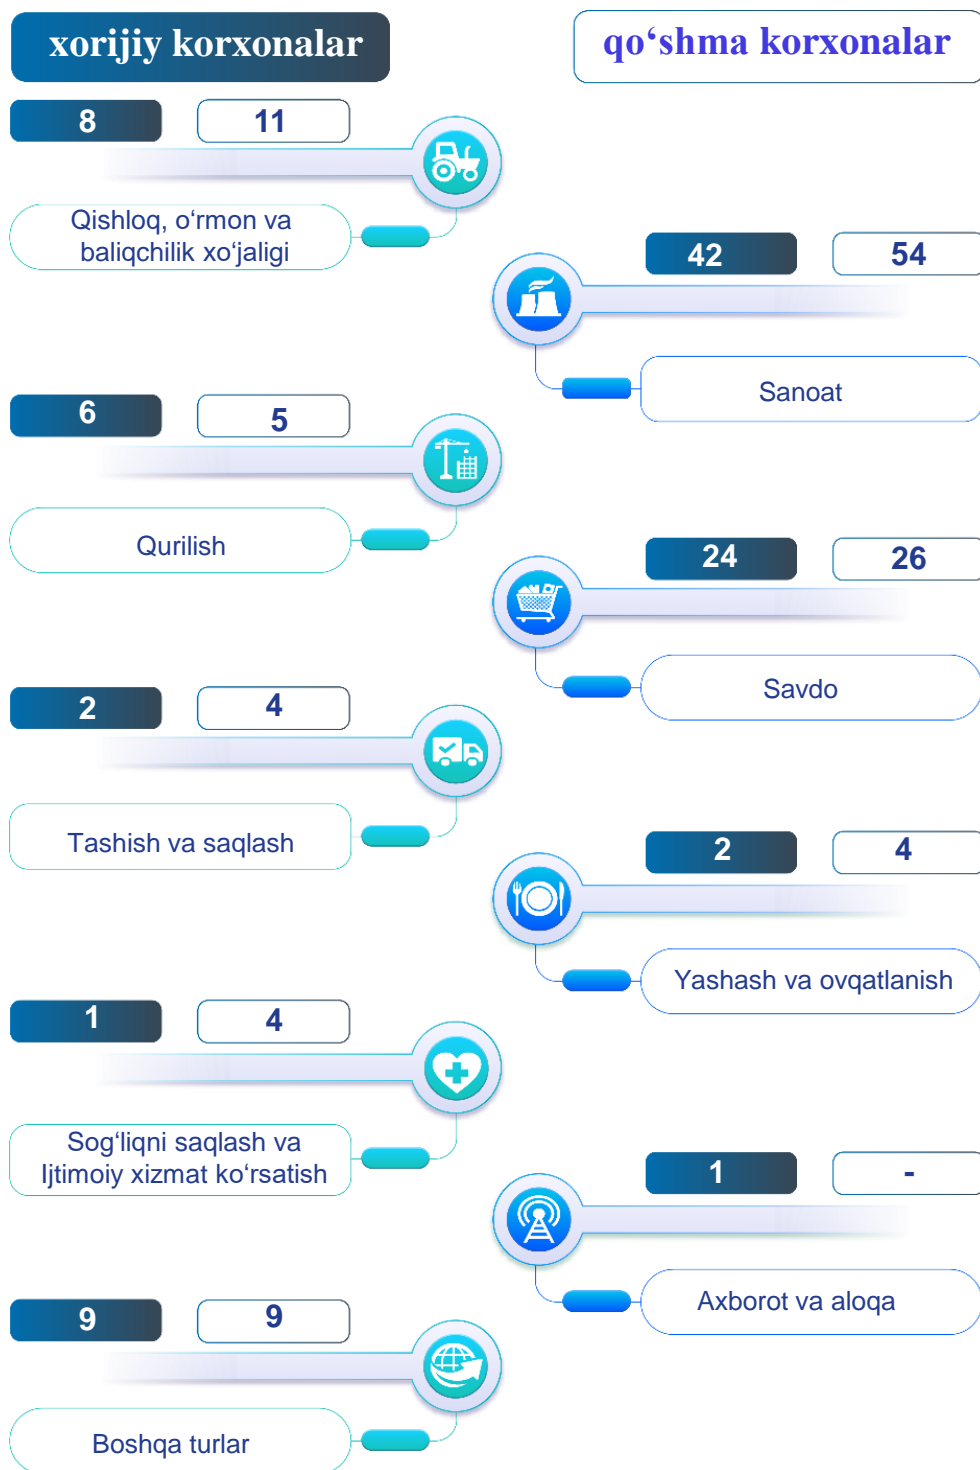 xorijiy korxonalar
qo‘shma korxonalar
8
11
Qishloq, o‘rmon va
baliqchilik xo‘jaligi
42
54
Sanoat
6
5
Qurilish
24
26
Savdo
2
4
Tashish va saqlash
2
4
Yashash va ovqatlanish
1
4
Sog‘liqni saqlash va
Ijtimoiy xizmat ko‘rsatish
1
-
Axborot va aloqa
9
9
Boshqa turlar